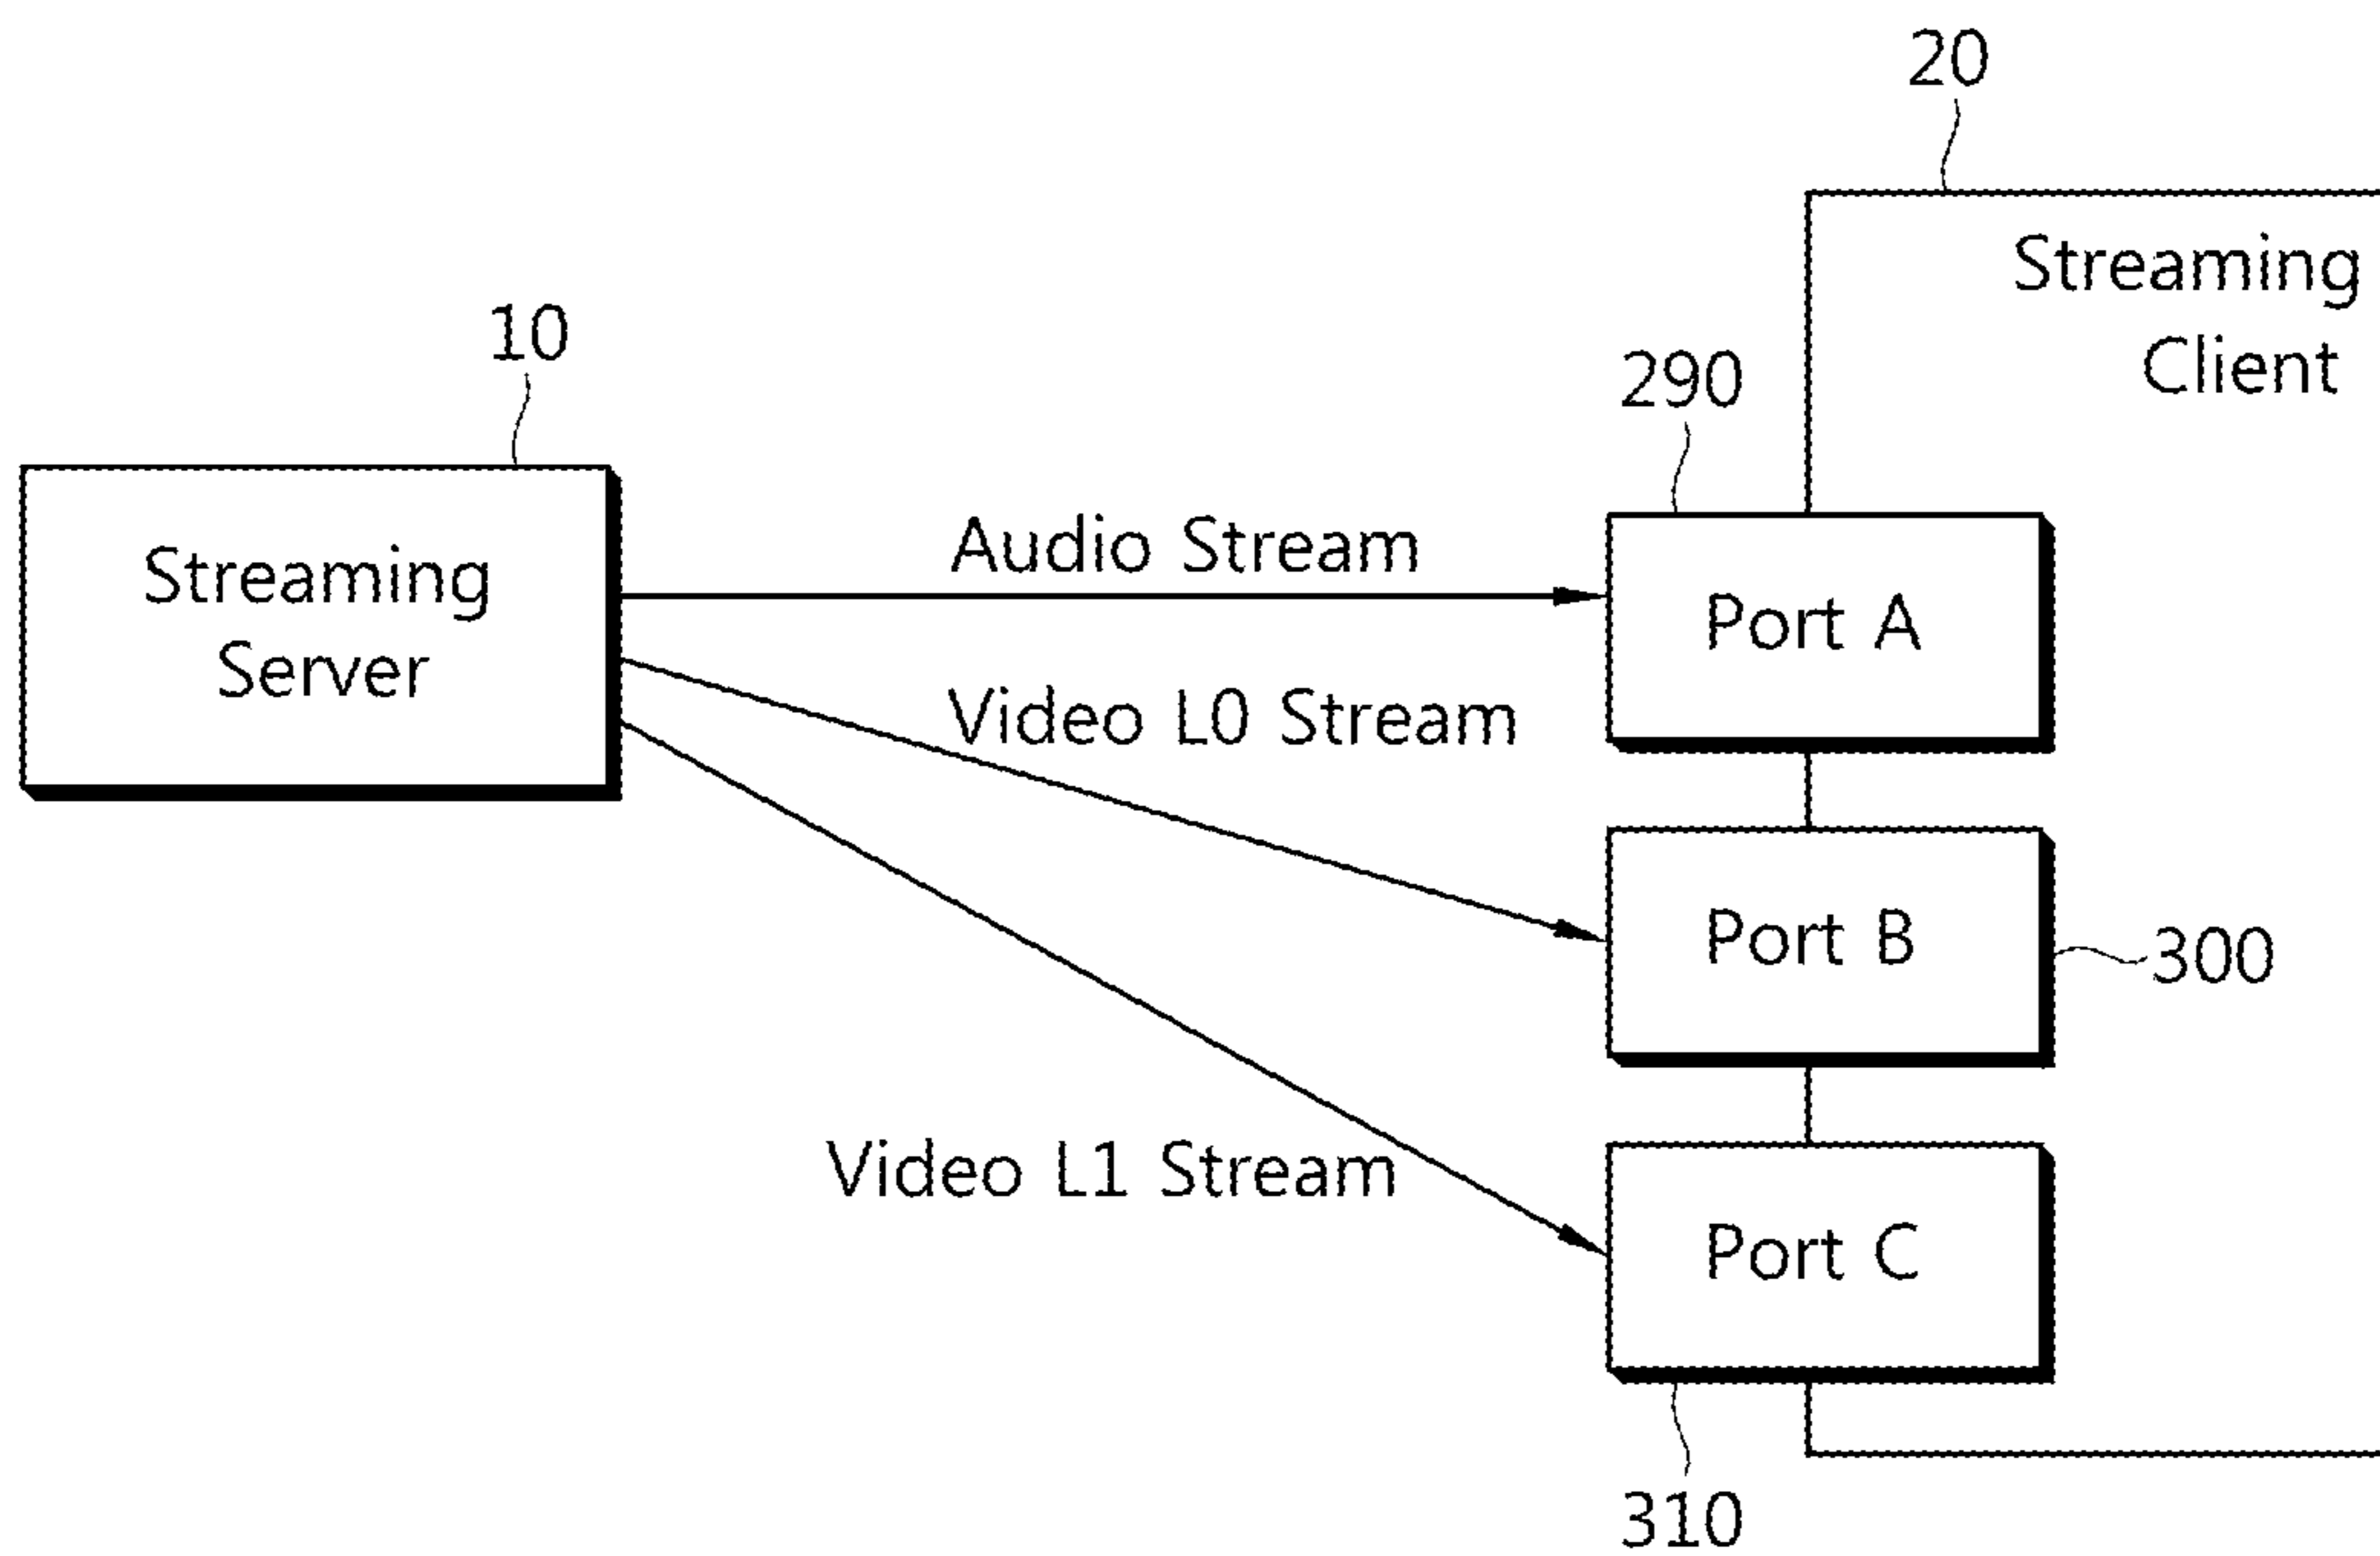 20
Streaming
Client
10
290
Streaming
Server
Audio Stream
Port A
Video L0 Stream
Port B
300
Video L1 Stream
Port C
310